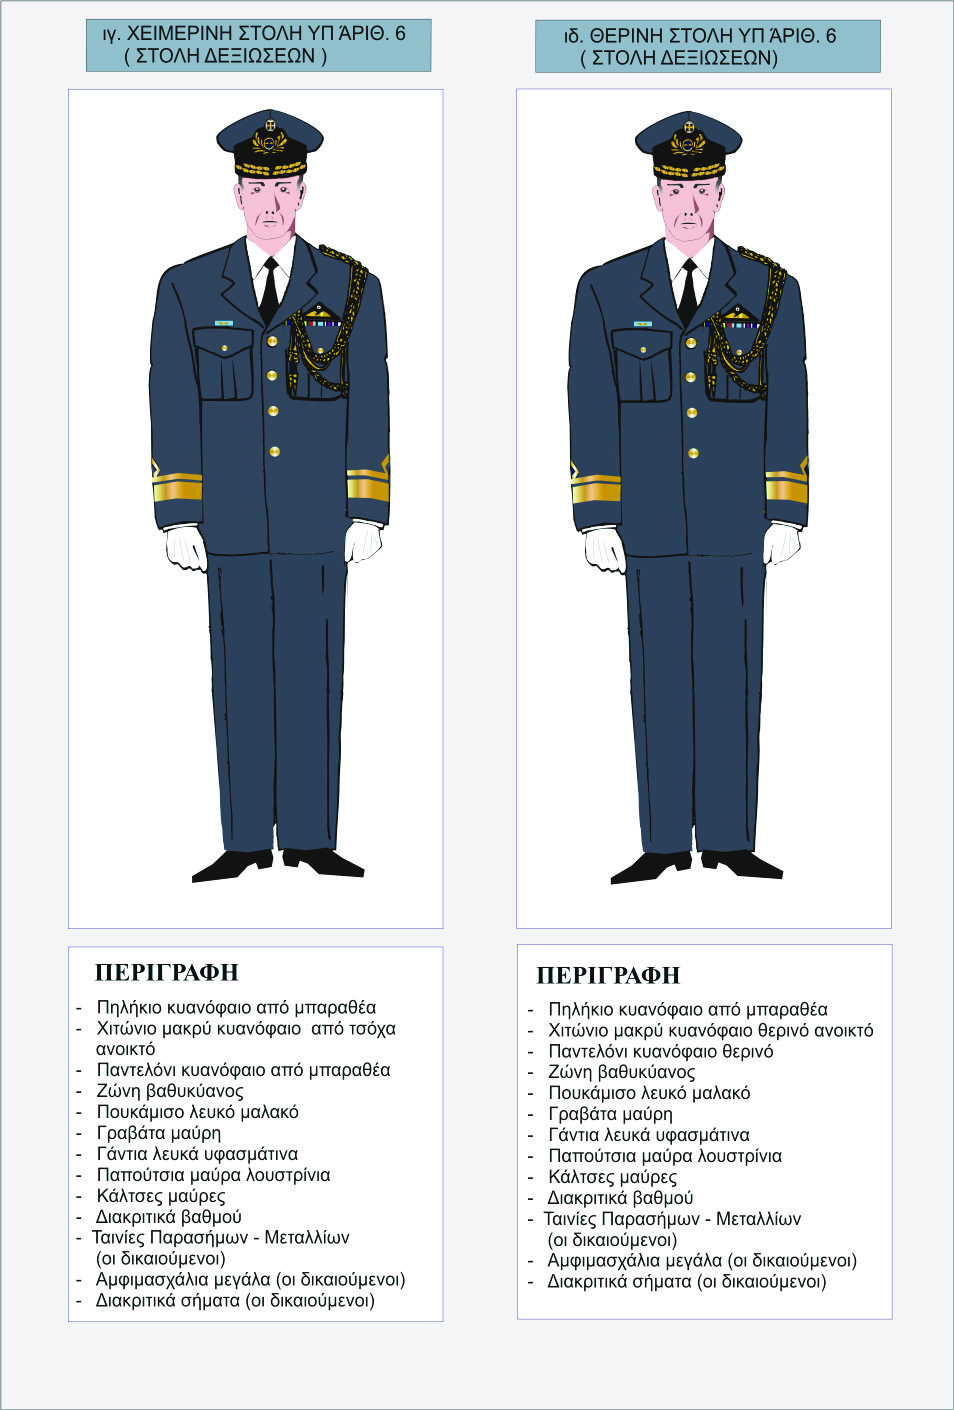 ιγ. ΧΕΙΜΕΡΙΝΗ ΣΤΟΛΗ ΥΠ ΆΡΙΘ. 6
( ΣΤΟΛΗ ΔΕΞΙΩΣΕΩΝ )
ΠΕΡΙΓΡΑΦΗ
- Πηλήκιο κυανόφαιο από μπαραθέα
- Χιτώνιο μακρύ κυανόφαιο από τσόχα
ανοικτό
- Παντελόνι κυανόφαιο από μπαραθέα
- Ζώνη βαθυκύανος
- Πουκάμισο λευκό μαλακό
- Γραβάτα μαύρη
- Γάντια λευκά υφασμάτινα
- Παπούτσια μαύρα λουστρίνια
- Κάλτσες μαύρες
- Διακριτικά βαθμού
- Ταινίες Παρασήμων - Μεταλλίων
(οι δικαιούμενοι)
- Αμφιμασχάλια μεγάλα (οι δικαιούμενοι)
- Διακριτικά σήματα (οι δικαιούμενοι)
ιδ. ΘΕΡΙΝΗ ΣΤΟΛΗ ΥΠ ΆΡΙΘ. 6
( ΣΤΟΛΗ ΔΕΞΙΩΣΕΩΝ)
ΠΕΡΙΓΡΑΦΗ
- Πηλήκιο κυανόφαιο από μπαραθέα
- Χιτώνιο μακρύ κυανόφαιο θερινό ανοικτό
- Παντελόνι κυανόφαιο θερινό
- Ζώνη βαθυκύανος
- Πουκάμισο λευκό μαλακό
- Γραβάτα μαύρη
- Γάντια λευκά υφασμάτινα
- Παπούτσια μαύρα λουστρίνια
- Κάλτσες μαύρες
- Διακριτικά βαθμού
- Ταινίες Παρασήμων - Μεταλλίων
(οι δικαιούμενοι)
- Αμφιμασχάλια μεγάλα (οι δικαιούμενοι)
- Διακριτικά σήματα (οι δικαιούμενοι)